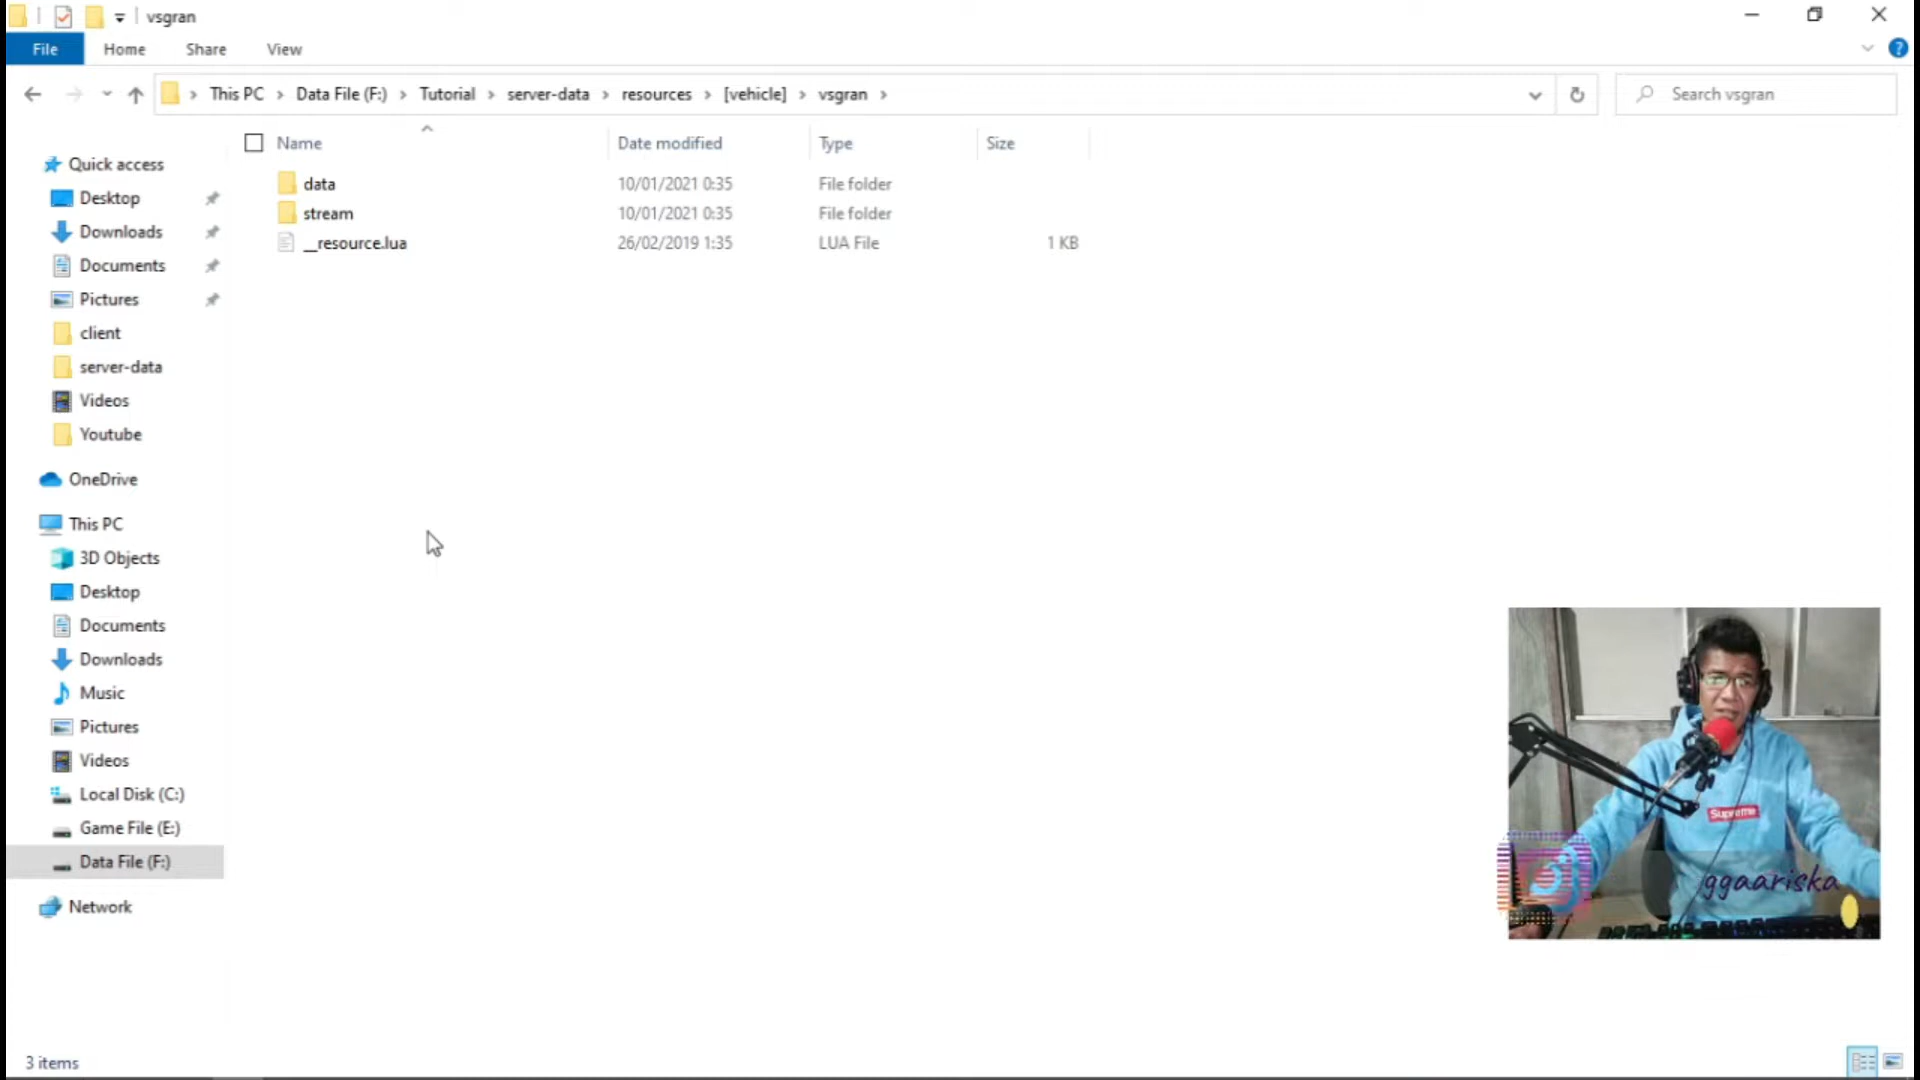 vsgran
File Home Share View
This PC Data File (F:) Tutorial server-data resources [vehicle] vsgran
Search vsgran
Name Date modified Type Size
data 10/01/2021 0:35 File folder
stream 10/01/2021 0:35 File folder
__resource.lua 26/02/2019 1:35 LUA File 1 KB
Quick access
Desktop
Downloads
Documents
Pictures
client
server-data
Videos
Youtube
OneDrive
This PC
3D Objects
Desktop
Documents
Downloads
Music
Pictures
Videos
Local Disk (C:)
Game File (E:)
Data File (F:)
Network
Supreme
ggaariska
3 items